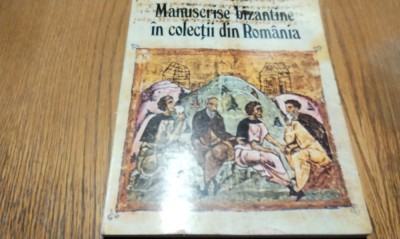 Manuscrise bizantine
în colecții din România